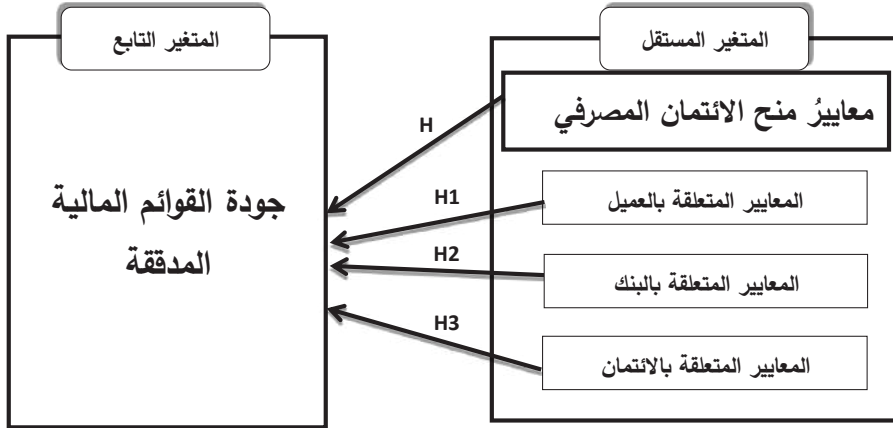 المتغير المستقل
معاييرُ منح الائتمان المصرفي
المعايير المتعلقة بالعميل
المعايير المتعلقة بالبنك
المعايير المتعلقة بالائتمان
H
H1
H2
H3
المتغير التابع
جودة القوائم المالية
المدققة